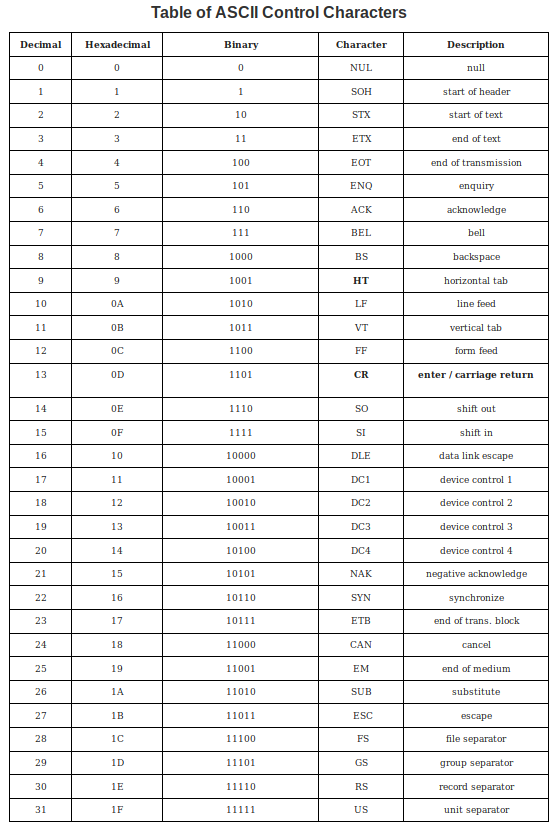 Table of ASCII Control Characters
Decimal Hexadecimal Binary Character Description
0 0 0 NUL null
1 1 1 SOH start of header
2 2 10 STX start of text
3 3 11 ETX end of text
4 4 100 EOT end of transmission
5 5 101 ENQ enquiry
6 6 110 ACK acknowledge
7 7 111 BEL bell
8 8 1000 BS backspace
9 9 1001 HT horizontal tab
10 0A 1010 LF line feed
11 0B 1011 VT vertical tab
12 0C 1100 FF form feed
13 0D 1101 CR enter / carriage return
14 0E 1110 SO shift out
15 0F 1111 SI shift in
16 10 10000 DLE data link escape
17 11 10001 DC1 device control 1
18 12 10010 DC2 device control 2
19 13 10011 DC3 device control 3
20 14 10100 DC4 device control 4
21 15 10101 NAK negative acknowledge
22 16 10110 SYN synchronize
23 17 10111 ETB end of trans. block
24 18 11000 CAN cancel
25 19 11001 EM end of medium
26 1A 11010 SUB substitute
27 1B 11011 ESC escape
28 1C 11100 FS file separator
29 1D 11101 GS group separator
30 1E 11110 RS record separator
31 1F 11111 US unit separator